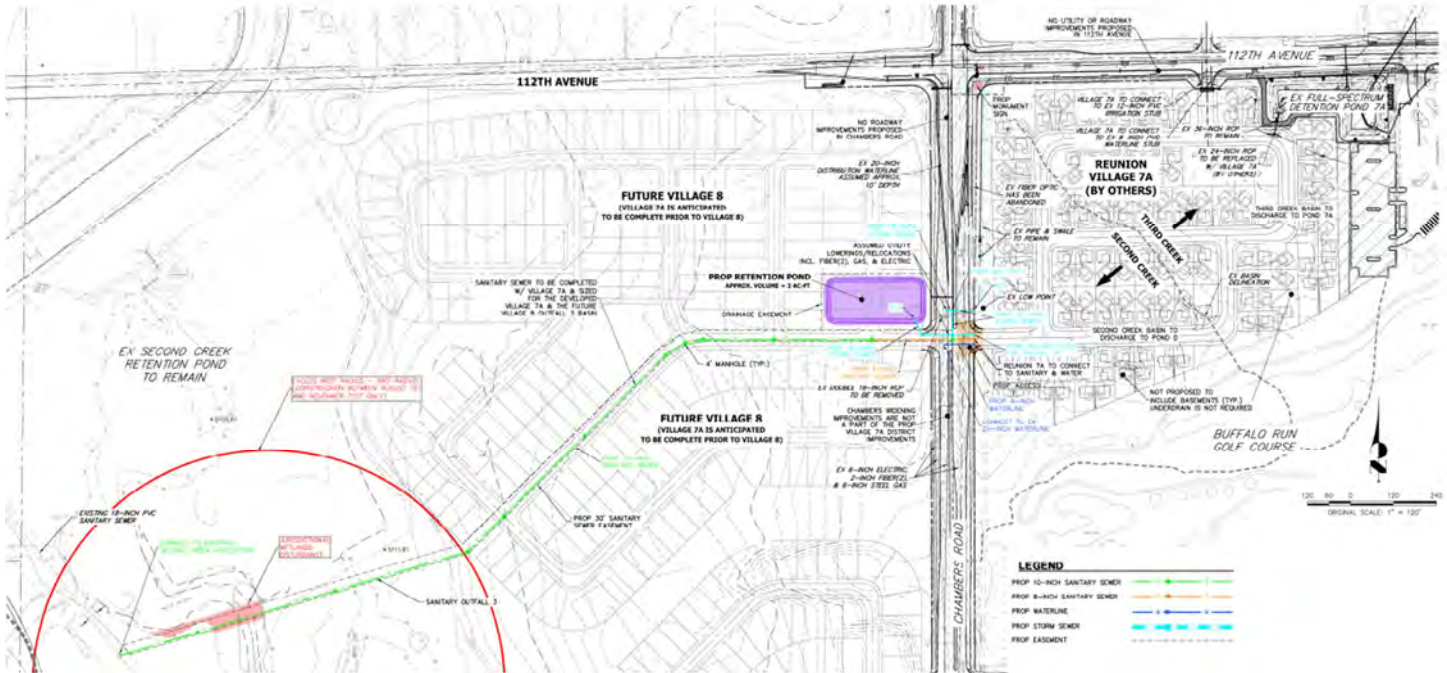 112TH AVENUE
NO UTILITY OR ROADWAY
IMPROVEMENTS PROPOSED
IN 112TH AVENUE
112TH AVENUE
PROP
MONUMENT
SIGN
VILLAGE 7A TO CONNECT
TO EX 12-INCH PVC
IRRIGATION STUB
VILLAGE 7A TO CONNECT
TO EX 8-INCH PVC
WATERLINE STUB
EX FULL-SPECTRUM
DETENTION POND 7A
EX 36-INCH RCP
TO REMAIN
EX 24-INCH RCP
TO BE REPLACED
W/ VILLAGE 7A
(BY OTHERS)
NO ROADWAY
IMPROVEMENTS PROPOSED
IN CHAMBERS ROAD
EX 20-INCH
DISTRIBUTION WATERLINE
ASSUMED APPROX.
10' DEPTH
EX FIBER OPTIC
HAS BEEN
ABANDONED
REUNION
VILLAGE 7A
(BY OTHERS)
THIRD CREEK BASIN TO
DISCHARGE TO POND 7A
THIRD CREEK
SECOND CREEK
FUTURE VILLAGE 8
(VILLAGE 7A IS ANTICIPATED
TO BE COMPLETE PRIOR TO VILLAGE 8)
EX PIPE & SWALE
TO REMAIN
ASSUMED UTILITY
LOWERINGS/RELOCATIONS
INCL. FIBER(2), GAS, & ELECTRIC
PROP RETENTION POND
APPROX. VOLUME = 3 AC-FT
SANITARY SEWER TO BE COMPLETED
W/ VILLAGE 7A & SIZED
FOR THE DEVELOPED
VILLAGE 7A & THE FUTURE
VILLAGE 8 OUTFALL 3 BASIN
DRAINAGE EASEMENT
EX LOW POINT
EX BASIN
DELINEATION
SECOND CREEK BASIN TO
DISCHARGE TO POND D
EX SECOND CREEK
RETENTION POND
TO REMAIN
4' MANHOLE (TYP.)
REUNION 7A TO CONNECT
TO SANITARY & WATER
PROP ACCESS
PROP 8-INCH
WATERLINE
EX DOUBLE 18-INCH RCP
TO BE REMOVED
NOT PROPOSED TO
INCLUDE BASEMENTS (TYP.)
UNDERDRAIN IS NOT REQUIRED
CHAMBERS WIDENING
IMPROVEMENTS ARE NOT
A PART OF THE PROP
VILLAGE 7A DISTRICT
IMPROVEMENTS
FUTURE VILLAGE 8
(VILLAGE 7A IS ANTICIPATED
TO BE COMPLETE PRIOR TO VILLAGE 8)
BUFFALO RUN
GOLF COURSE
EX 6-INCH ELECTRIC,
2-INCH FIBER(2),
& 6-INCH STEEL GAS
120 60 0 120 240
ORIGINAL SCALE: 1" = 120'
EXISTING 18-INCH PVC
SANITARY SEWER
PROP 30' SANITARY
SEWER EASEMENT
JURISDICTIONAL
WETLANDS
DISTURBANCE
SANITARY OUTFALL 3
CHAMBERS ROAD
LEGEND
PROP 10-INCH SANITARY SEWER
PROP 8-INCH SANITARY SEWER
PROP WATERLINE
PROP STORM SEWER
PROP EASEMENT